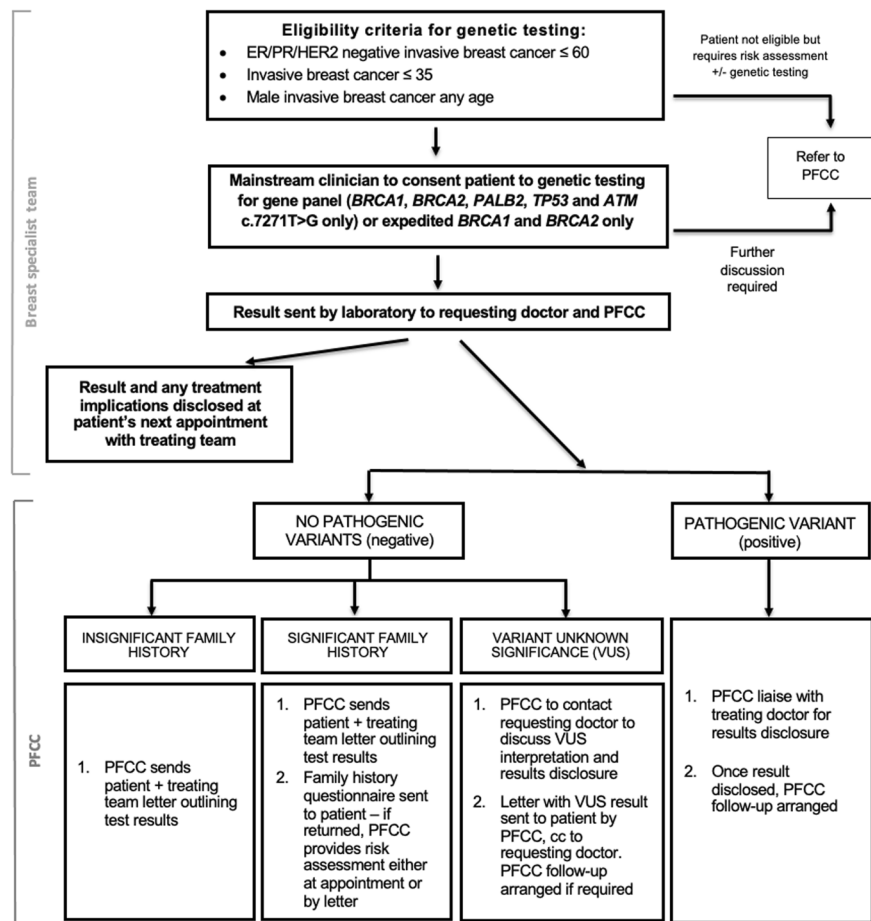 Eligibility criteria for genetic testing:
• ER/PR/HER2 negative invasive breast cancer ≤ 60
• Invasive breast cancer ≤ 35
• Male invasive breast cancer any age
Patient not eligible but
requires risk assessment
+/- genetic testing
Refer to
PFCC
Mainstream clinician to consent patient to genetic testing
for gene panel (BRCA1, BRCA2, PALB2, TP53 and ATM
c.7271T>G only) or expedited BRCA1 and BRCA2 only
Further
discussion
required
Breast specialist team
Result sent by laboratory to requesting doctor and PFCC
Result and any treatment
implications disclosed at
patient's next appointment
with treating team
PFCC
NO PATHOGENIC
VARIANTS (negative)
PATHOGENIC VARIANT
(positive)
INSIGNIFICANT FAMILY
HISTORY
SIGNIFICANT FAMILY
HISTORY
VARIANT UNKNOWN
SIGNIFICANCE (VUS)
1. PFCC sends
patient + treating
team letter outlining
test results
1. PFCC sends
patient + treating
team letter outlining
test results
2. Family history
questionnaire sent
to patient – if
returned, PFCC
provides risk
assessment either
at appointment or
by letter
1. PFCC to contact
requesting doctor to
discuss VUS
interpretation and
results disclosure
2. Letter with VUS result
sent to patient by
PFCC, cc to
requesting doctor.
PFCC follow-up
arranged if required
1. PFCC liaise with
treating doctor for
results disclosure
2. Once result
disclosed, PFCC
follow-up arranged